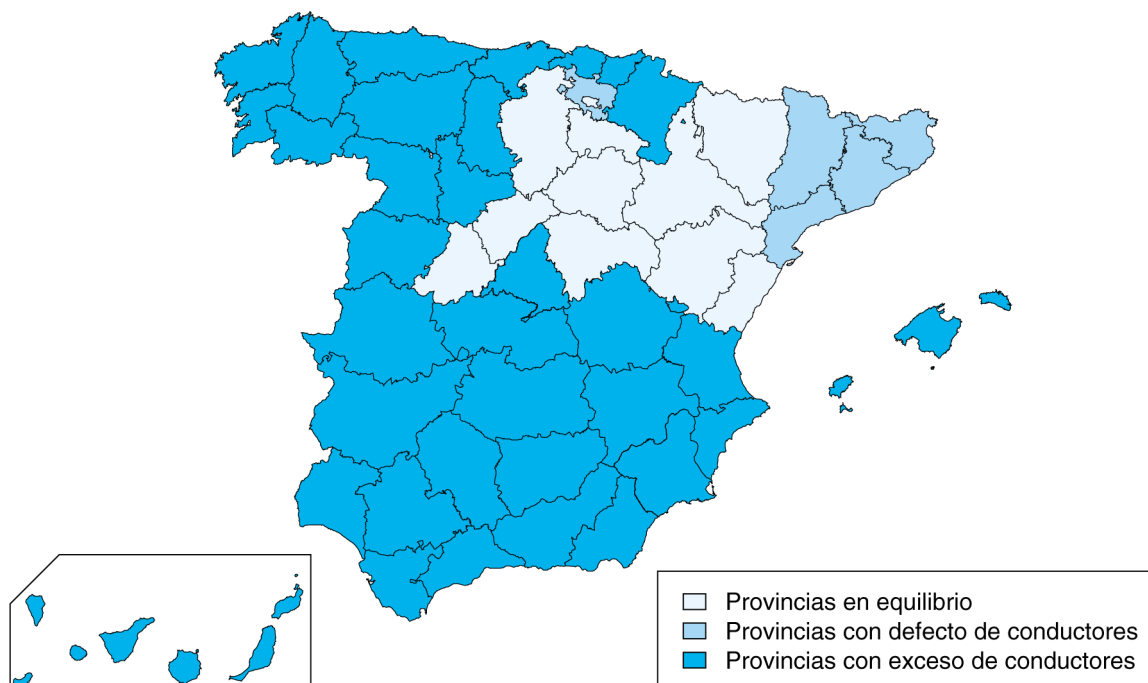 Provincias en equilibrio
Provincias con defecto de conductores
Provincias con exceso de conductores